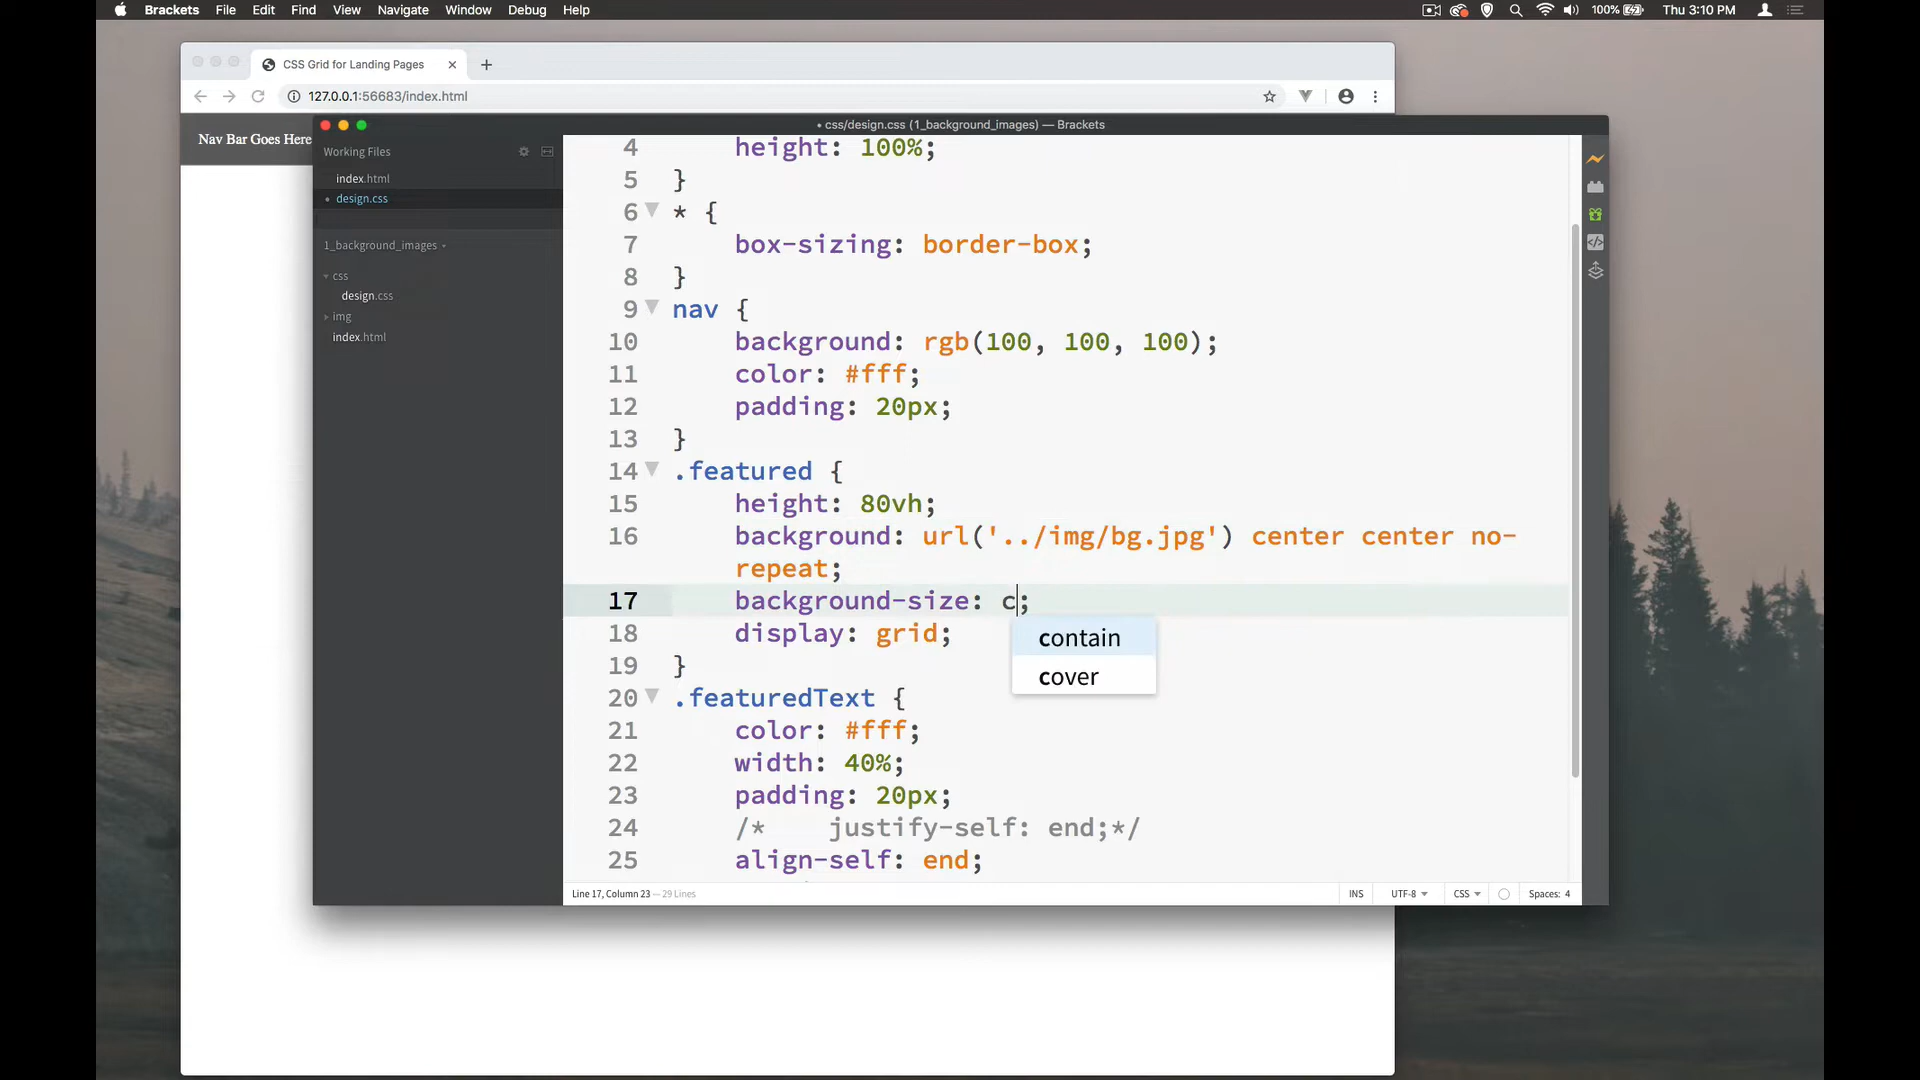 Brackets File Edit Find View Navigate Window Debug Help 100% Thu 3:10 PM
CSS Grid for Landing Pages
127.0.0.1:56683/index.html
Nav Bar Goes Here
• css/design.css (1_background_images) — Brackets
Working Files
index.html
• design.css
1_background_images
css
design.css
img
index.html
4 height: 100%;
5 }
6 * {
7 box-sizing: border-box;
8 }
9 nav {
10 background: rgb(100, 100, 100);
11 color: #fff;
12 padding: 20px;
13 }
14 .featured {
15 height: 80vh;
16 background: url('../img/bg.jpg') center center no-
repeat;
17 background-size: c;
contain
cover
18 display: grid;
19 }
20 .featuredText {
21 color: #fff;
22 width: 40%;
23 padding: 20px;
24 /* justify-self: end;*/
25 align-self: end;
Line 17, Column 23 — 29 Lines INS UTF-8 CSS Spaces: 4